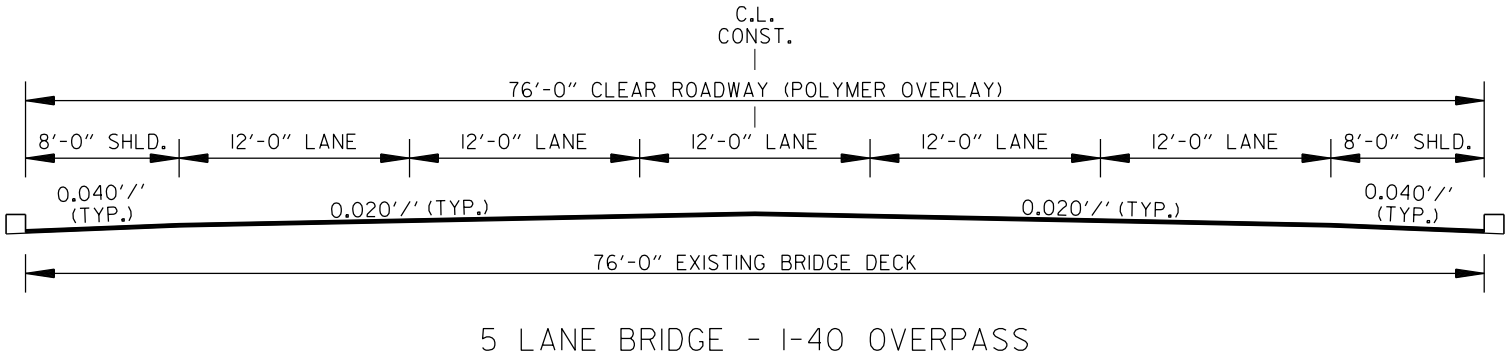 C.L.
CONST.
76'-0" CLEAR ROADWAY (POLYMER OVERLAY)
8'-0" SHLD. 12'-0" LANE 12'-0" LANE 12'-0" LANE 12'-0" LANE 12'-0" LANE 8'-0" SHLD.
0.040'/' 0.040'/'
(TYP.) 0.020'/' (TYP.) 0.020'/' (TYP.) (TYP.)
76'-0" EXISTING BRIDGE DECK
5 LANE BRIDGE - I-40 OVERPASS